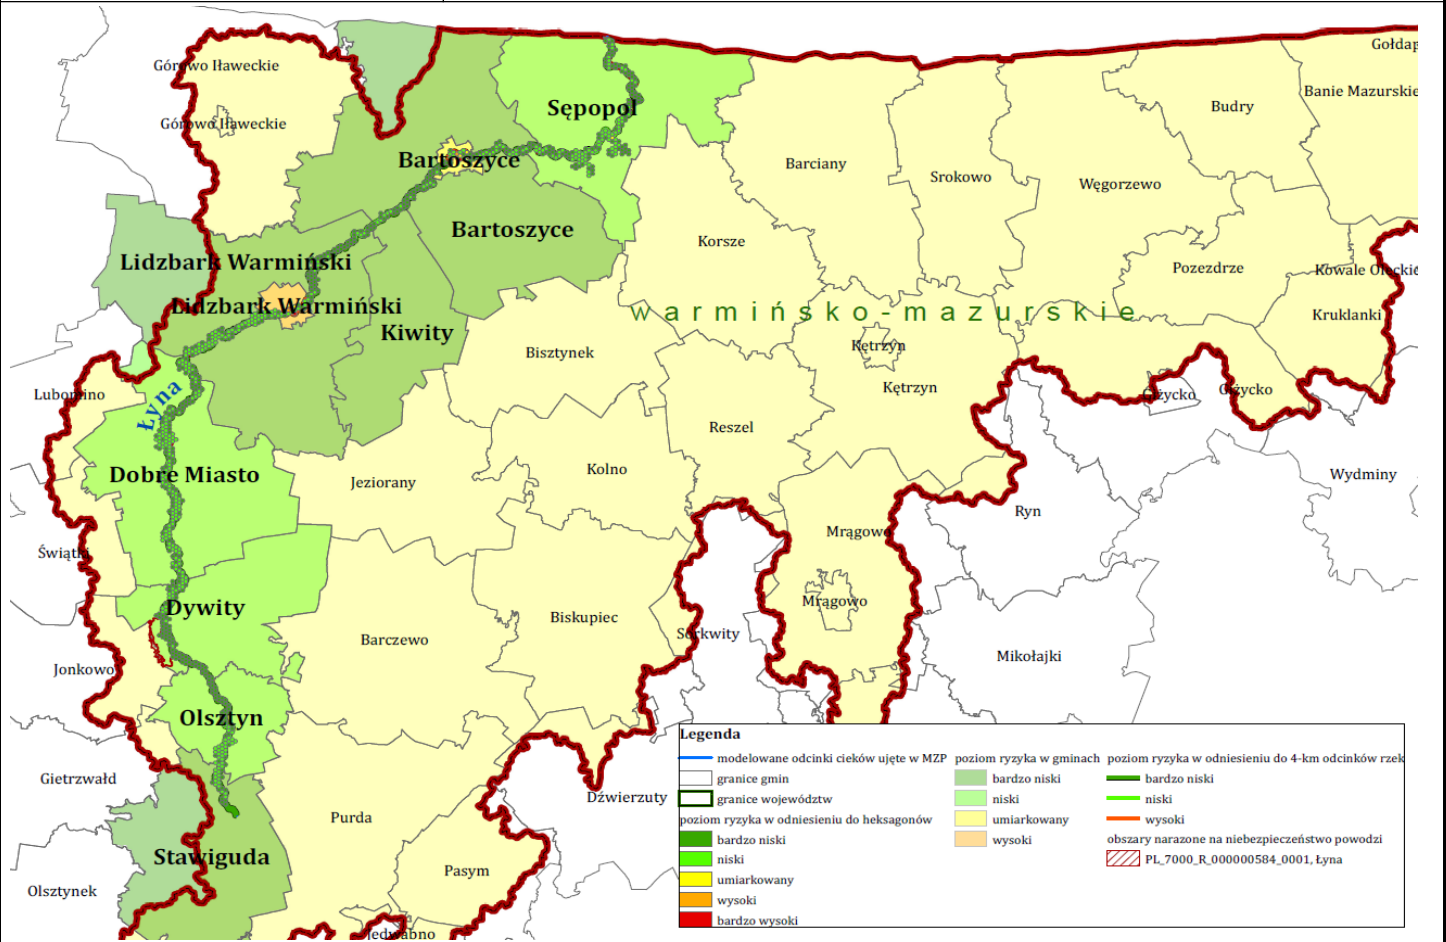 Gołdap
Górowo Iławeckie
Banie Mazurskie
Budry
Sępopol
Górowo Iławeckie
Bartoszyce
Barciany
Srokowo
Węgorzewo
Bartoszyce
Korsze
Lidzbark Warmiński
Pozezdrze
Kowale Oleckie
Lidzbark Warmiński
warmińsko-mazurskie
Kruklanki
Kiwity
Bisztynek
Kętrzyn
Kętrzyn
Lubomino
Łyna
Giżycko
Giżycko
Reszel
Dobre Miasto
Jeziorany
Kolno
Wydminy
Ryn
Mrągowo
Świątki
Mrągowo
Dywity
Biskupiec
Barczewo
Sorkwity
Mikołajki
Jonkowo
Olsztyn
Gietrzwałd
Dźwierzuty
Purda
Stawiguda
Pasym
Olsztynek
Jedwabno
Legenda
modelowane odcinki cieków ujęte w MZP
granice gmin
granice województw
poziom ryzyka w odniesieniu do heksagonów
bardzo niski
niski
umiarkowany
wysoki
bardzo wysoki
poziom ryzyka w gminach
bardzo niski
niski
umiarkowany
wysoki
poziom ryzyka w odniesieniu do 4-km odcinków rzek
bardzo niski
niski
wysoki
obszary narazone na niebezpieczeństwo powodzi
PL_7000_R_000000584_0001, Łyna